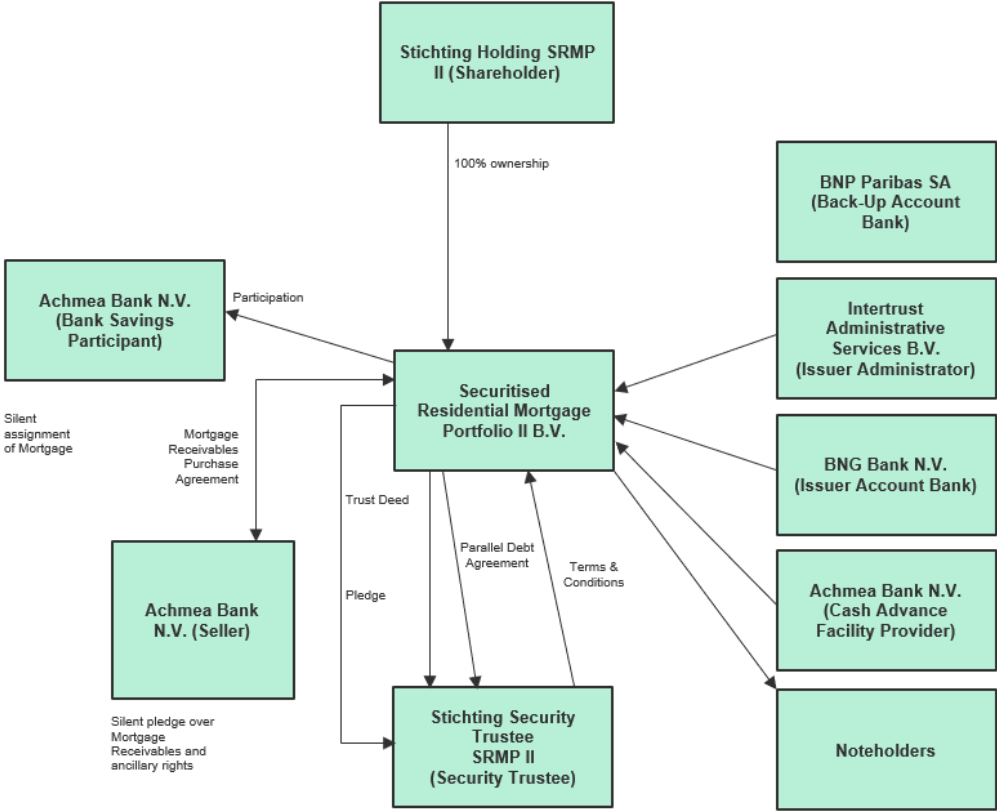 Stichting Holding SRMP
II (Shareholder)
100% ownership
BNP Paribas SA
(Back-Up Account
Bank)
Achmea Bank N.V.
(Bank Savings
Participant)
Participation
Intertrust
Administrative
Services B.V.
(Issuer Administrator)
Securitised
Residential Mortgage
Portfolio II B.V.
Silent
assignment
of Mortgage
Mortgage
Receivables
Purchase
Agreement
BNG Bank N.V.
(Issuer Account Bank)
Trust Deed
Parallel Debt
Agreement
Terms &
Conditions
Pledge
Achmea Bank
N.V. (Seller)
Achmea Bank N.V.
(Cash Advance
Facility Provider)
Silent pledge over
Mortgage
Receivables and
ancillary rights
Stichting Security
Trustee
SRMP II
(Security Trustee)
Noteholders